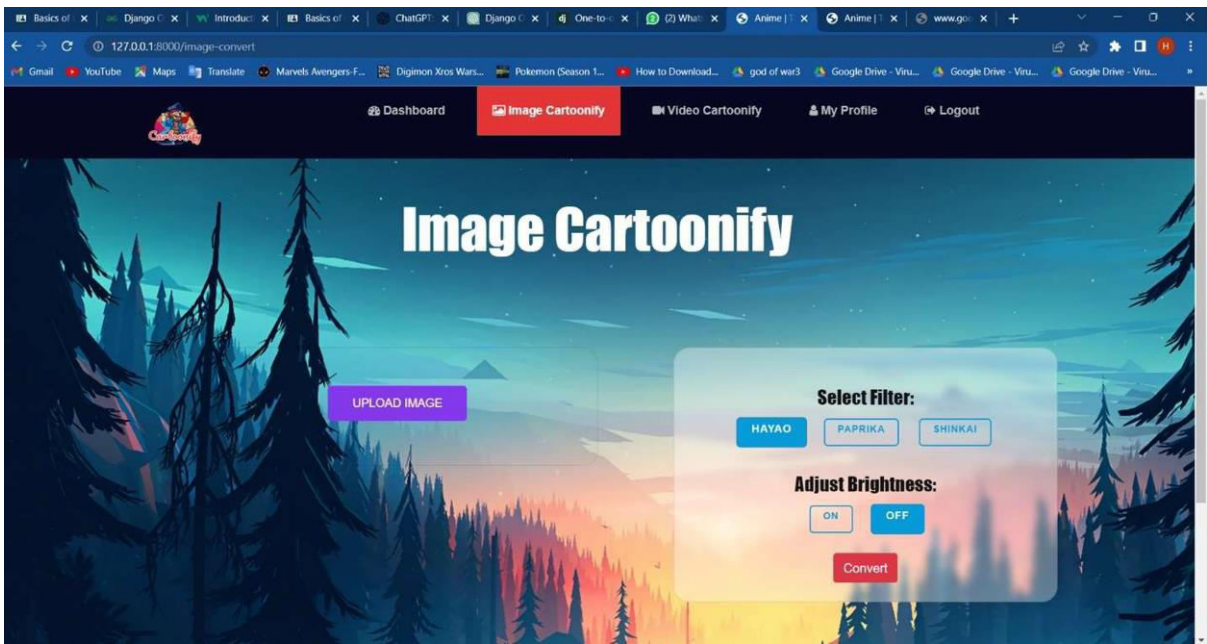 Basics of
Django C
Introduct
Basics of
ChatGPT
Django C
One-to-o
(2) What
Anime | T
Anime | T
www.goo
127.0.0.1:8000/image-convert
H
Gmail
YouTube
Maps
Translate
Marvels Avengers-F...
Digimon Xros Wars...
Pokemon (Season 1...
How to Download...
god of war3
Google Drive - Viru...
Google Drive - Viru...
Google Drive - Viru...
Cartoonify
Dashboard
Image Cartoonify
Video Cartoonify
My Profile
Logout
Image Cartoonify
UPLOAD IMAGE
Select Filter:
HAYAO
PAPRIKA
SHINKAI
Adjust Brightness:
ON
OFF
Convert